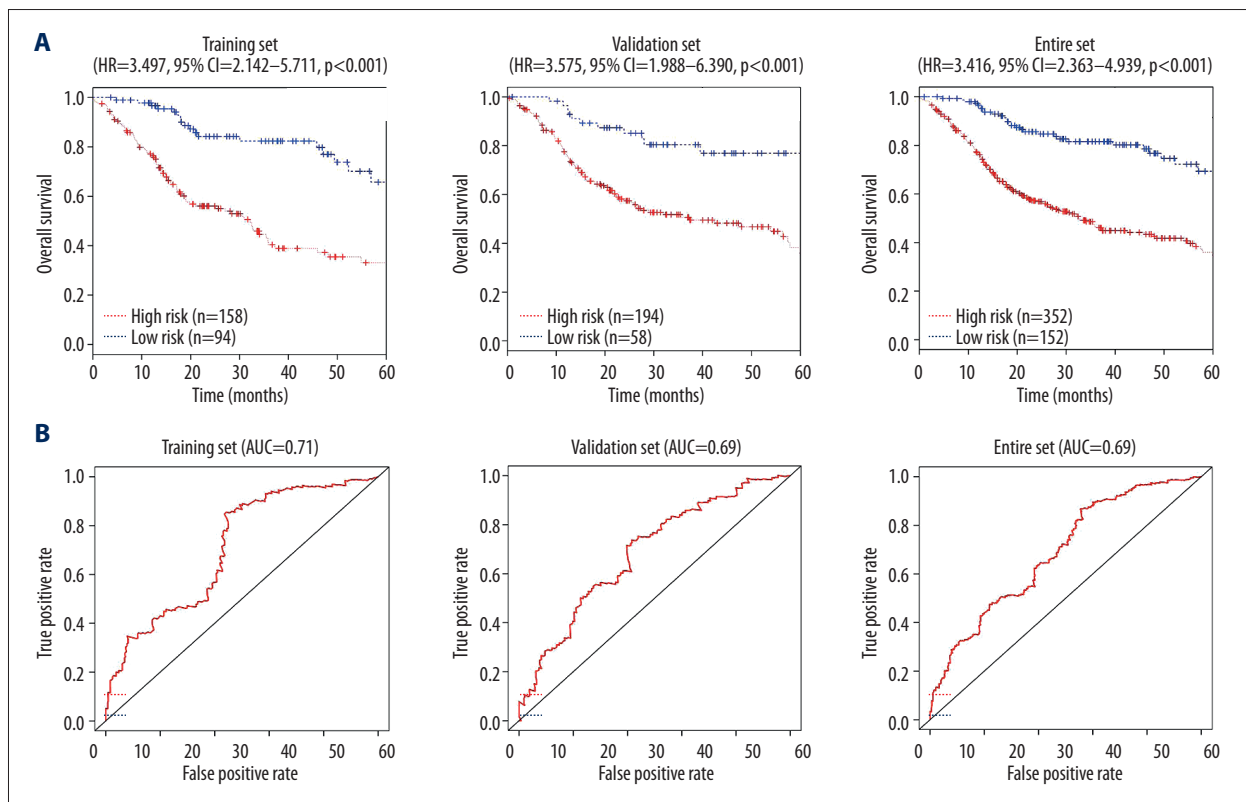 A
Training set
(HR=3.497, 95% CI=2.142–5.711, p<0.001)
Overall survival
1.0
0.8
0.6
0.4
0.2
0.0
High risk (n=158)
Low risk (n=94)
0 10 20 30 40 50 60
Time (months)
Validation set
(HR=3.575, 95% CI=1.988–6.390, p<0.001)
Overall survival
1.0
0.8
0.6
0.4
0.2
0.0
High risk (n=194)
Low risk (n=58)
0 10 20 30 40 50 60
Time (months)
Entire set
(HR=3.416, 95% CI=2.363–4.939, p<0.001)
Overall survival
1.0
0.8
0.6
0.4
0.2
0.0
High risk (n=352)
Low risk (n=152)
0 10 20 30 40 50 60
Time (months)
B
Training set (AUC=0.71)
True positive rate
1.0
0.8
0.6
0.4
0.2
0.0
0 10 20 30 40 50 60
False positive rate
Validation set (AUC=0.69)
True positive rate
1.0
0.8
0.6
0.4
0.2
0.0
0 10 20 30 40 50 60
False positive rate
Entire set (AUC=0.69)
True positive rate
1.0
0.8
0.6
0.4
0.2
0.0
0 10 20 30 40 50 60
False positive rate